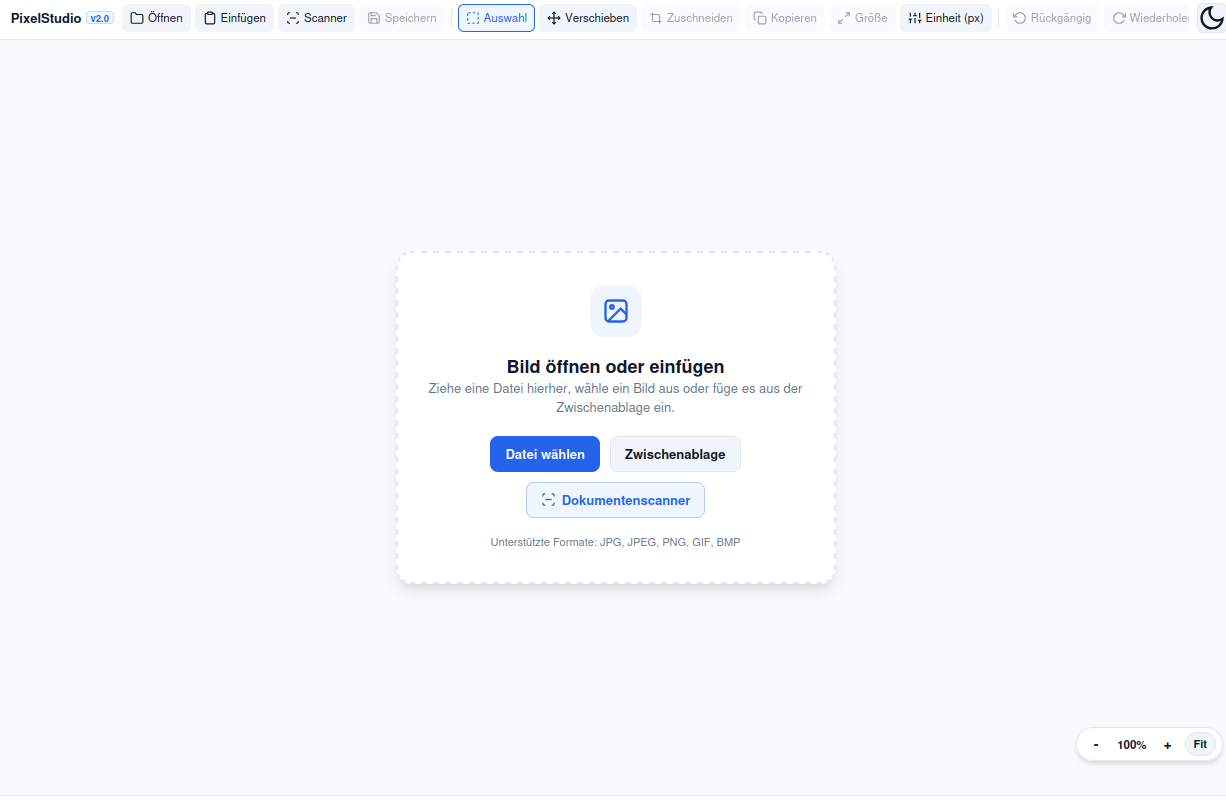 PixelStudio v2.0 Öffnen Einfügen Scanner Speichern Auswahl Verschieben Zuschneiden Kopieren Größe Einheit (px) Rückgängig Wiederholen
Bild öffnen oder einfügen
Ziehe eine Datei hierher, wähle ein Bild aus oder füge es aus der
Zwischenablage ein.
Datei wählen Zwischenablage
Dokumentenscanner
Unterstützte Formate: JPG, JPEG, PNG, GIF, BMP
- 100% + Fit